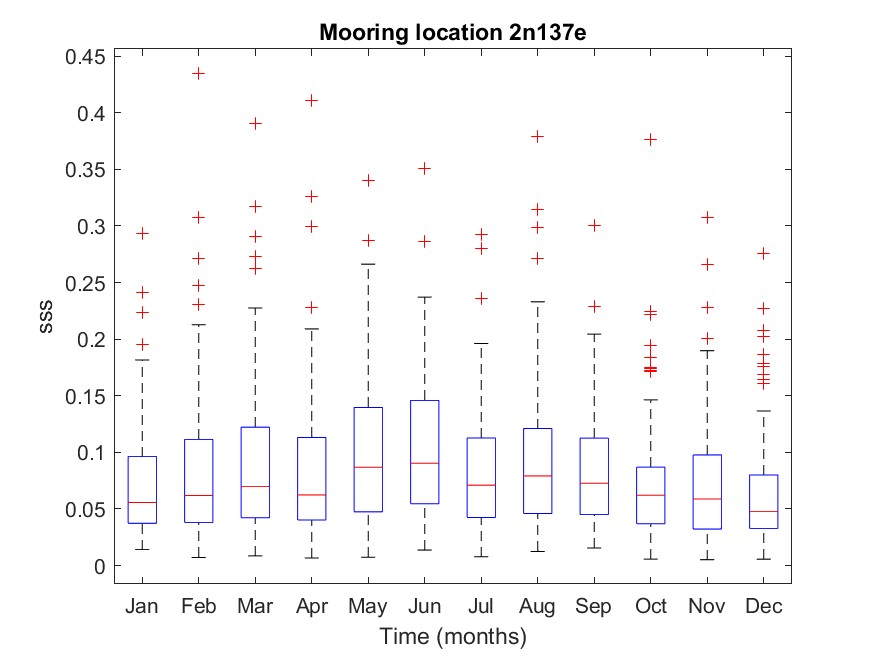 Mooring location 2n137e
0.45
0.4
0.35
0.3
0.25
0.2
0.15
0.1
0.05
0
sss
Jan Feb Mar Apr May Jun Jul Aug Sep Oct Nov Dec
Time (months)